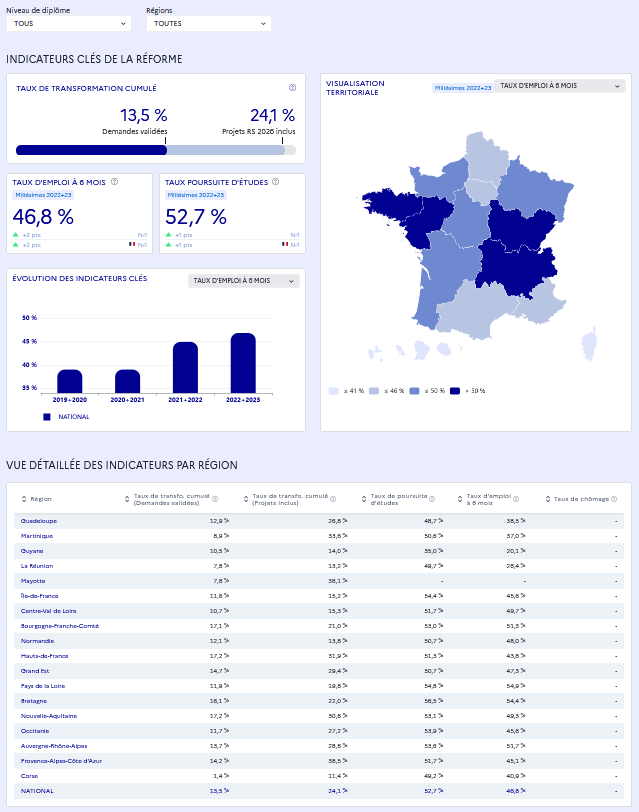 Niveau de diplôme
Régions
TOUS
TOUTES
INDICATEURS CLÉS DE LA RÉFORME
TAUX DE TRANSFORMATION CUMULÉ
13,5 %
Demandes validées
24,1 %
Projets RS 2026 inclus
TAUX D'EMPLOI À 6 MOIS
Millésimes 2022+23
46,8 %
+2 pts N-1
+2 pts N-1
TAUX POURSUITE D'ÉTUDES
Millésimes 2022+23
52,7 %
+1 pts N-1
+1 pts N-1
ÉVOLUTION DES INDICATEURS CLÉS
TAUX D'EMPLOI À 6 MOIS
50 %
45 %
40 %
35 %
2019+2020 2020+2021 2021+2022 2022+2023
NATIONAL
VISUALISATION TERRITORIALE
Millésimes 2022+23
TAUX D'EMPLOI À 6 MOIS
≤ 41 % ≤ 46 % ≤ 50 % > 50 %
VUE DÉTAILLÉE DES INDICATEURS PAR RÉGION
Région Taux de transfo. cumulé (Demandes validées) Taux de transfo. cumulé (Projets inclus) Taux de poursuite d'études Taux d'emploi à 6 mois Taux de chômage
Guadeloupe 12,9 % 26,8 % 48,7 % 38,5 % -
Martinique 8,9 % 33,6 % 50,6 % 37,0 % -
Guyane 10,5 % 14,0 % 35,0 % 20,1 % -
La Réunion 7,8 % 13,2 % 49,7 % 28,4 % -
Mayotte 7,8 % 38,1 % - - -
Île-de-France 11,6 % 15,2 % 54,4 % 45,6 % -
Centre-Val de Loire 10,7 % 15,3 % 51,7 % 49,7 % -
Bourgogne-Franche-Comté 17,1 % 21,0 % 53,0 % 51,3 % -
Normandie 12,1 % 13,8 % 50,7 % 48,0 % -
Hauts-de-France 17,2 % 31,9 % 51,3 % 43,8 % -
Grand Est 14,7 % 29,4 % 50,7 % 47,3 % -
Pays de la Loire 11,9 % 19,8 % 54,8 % 54,9 % -
Bretagne 16,1 % 22,0 % 56,5 % 54,4 % -
Nouvelle-Aquitaine 17,2 % 30,6 % 53,1 % 49,3 % -
Occitanie 11,7 % 27,2 % 53,9 % 45,6 % -
Auvergne-Rhône-Alpes 13,7 % 28,8 % 53,6 % 51,7 % -
Provence-Alpes-Côte d'Azur 14,2 % 38,5 % 51,7 % 45,1 % -
Corse 1,4 % 11,4 % 49,2 % 40,9 % -
NATIONAL 13,5 % 24,1 % 52,7 % 46,8 % -